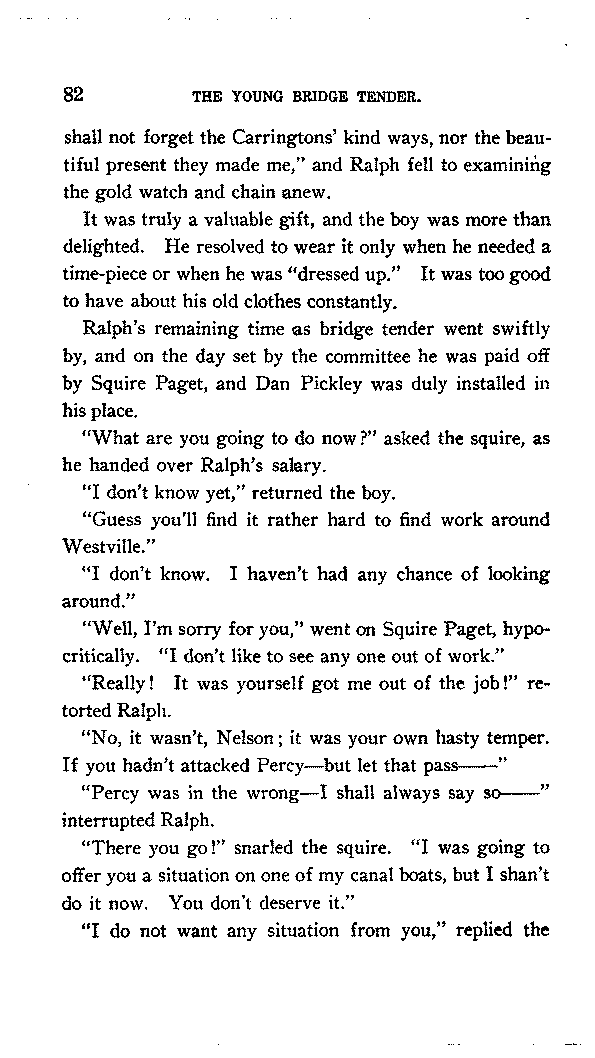 82 THE YOUNG BRIDGE TENDER.
shall not forget the Carringtons' kind ways, nor the beau-
tiful present they made me," and Ralph fell to examining
the gold watch and chain anew.
It was truly a valuable gift, and the boy was more than
delighted. He resolved to wear it only when he needed a
time-piece or when he was "dressed up." It was too good
to have about his old clothes constantly.
Ralph's remaining time as bridge tender went swiftly
by, and on the day set by the committee he was paid off
by Squire Paget, and Dan Pickley was duly installed in
his place.
"What are you going to do now?" asked the squire, as
he handed over Ralph's salary.
"I don't know yet," returned the boy.
"Guess you'll find it rather hard to find work around
Westville."
"I don't know. I haven't had any chance of looking
around."
"Well, I'm sorry for you," went on Squire Paget, hypo-
critically. "I don't like to see any one out of work."
"Really! It was yourself got me out of the job!" re-
torted Ralph.
"No, it wasn't, Nelson; it was your own hasty temper.
If you hadn't attacked Percy—but let that pass——"
"Percy was in the wrong—I shall always say so——"
interrupted Ralph.
"There you go!" snarled the squire. "I was going to
offer you a situation on one of my canal boats, but I shan't
do it now. You don't deserve it."
"I do not want any situation from you," replied the